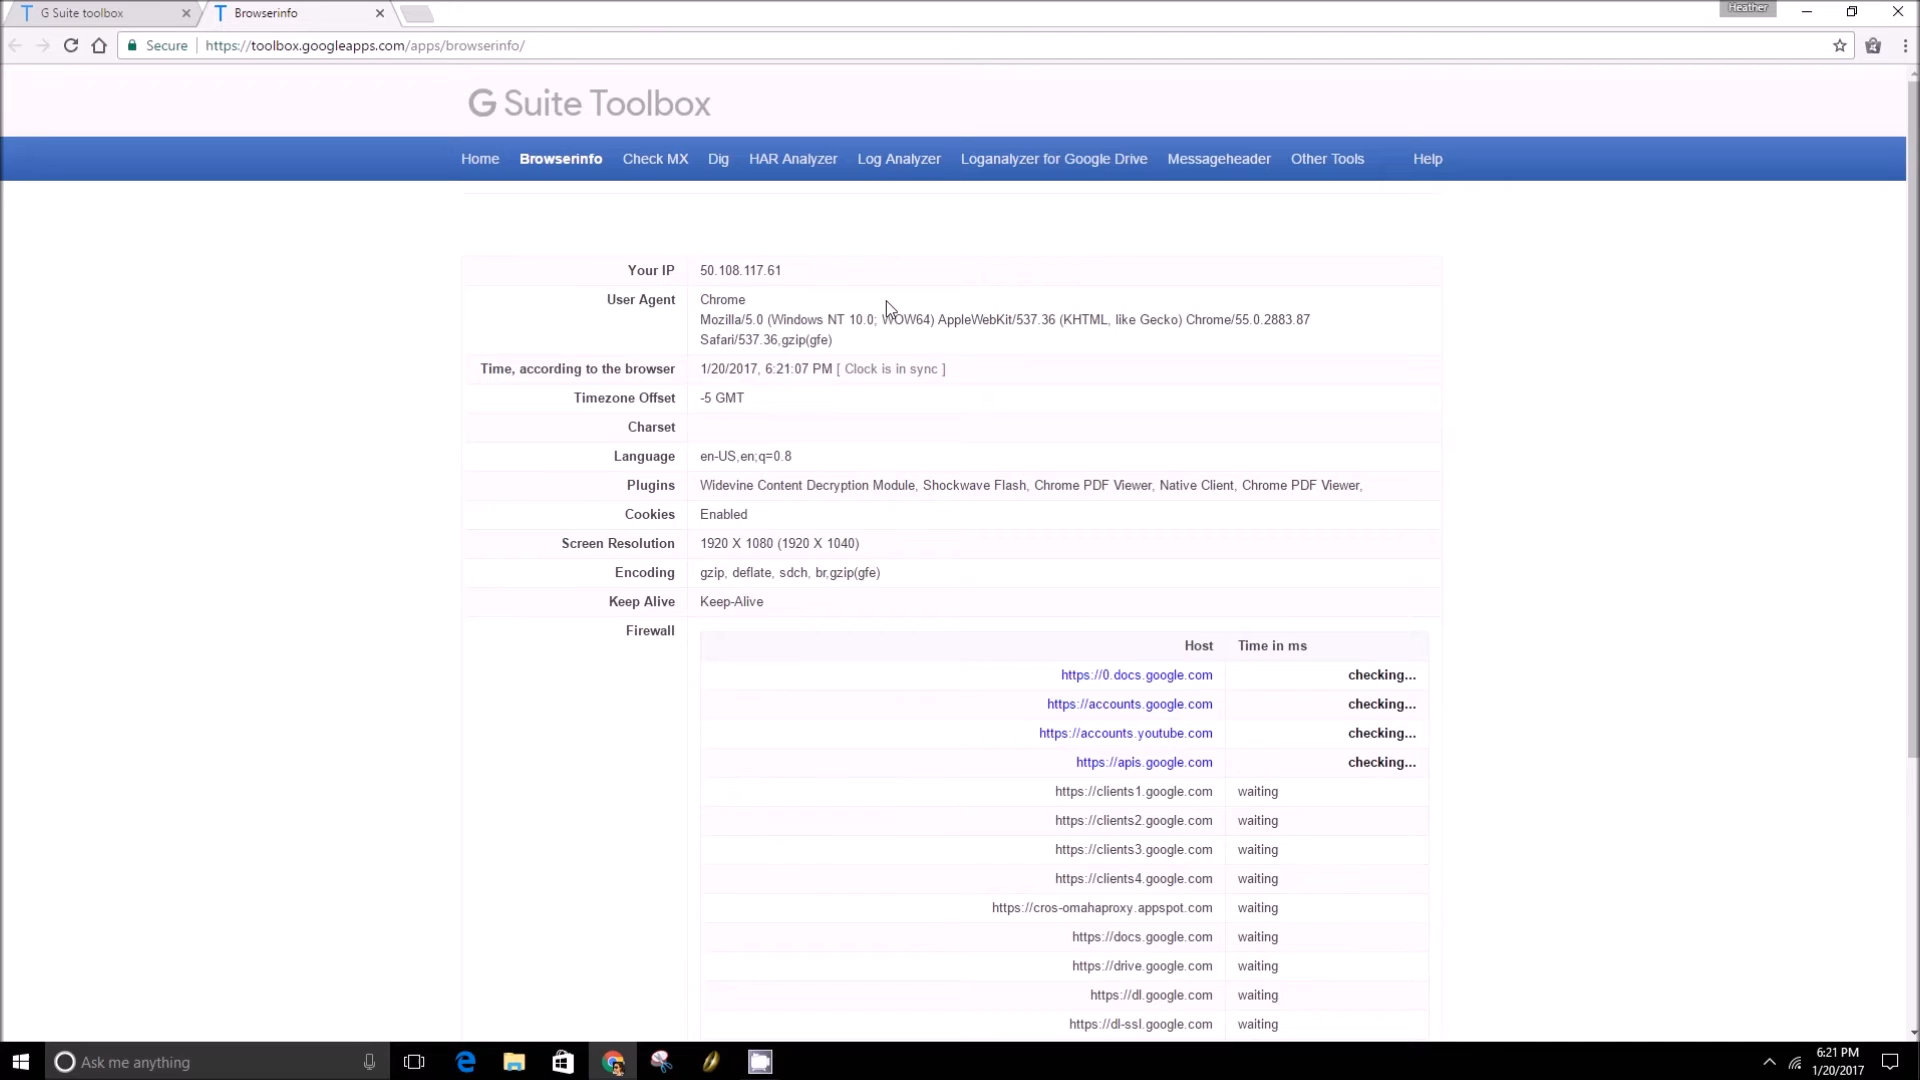 G Suite toolbox
Browserinfo
Heather
Secure
https://toolbox.googleapps.com/apps/browserinfo/
G Suite Toolbox
Home Browserinfo Check MX Dig HAR Analyzer Log Analyzer Loganalyzer for Google Drive Messageheader Other Tools Help
Your IP 50.108.117.61
User Agent Chrome
Mozilla/5.0 (Windows NT 10.0; WOW64) AppleWebKit/537.36 (KHTML, like Gecko) Chrome/55.0.2883.87
Safari/537.36,gzip(gfe)
Time, according to the browser 1/20/2017, 6:21:07 PM [ Clock is in sync ]
Timezone Offset -5 GMT
Charset
Language en-US,en;q=0.8
Plugins Widevine Content Decryption Module, Shockwave Flash, Chrome PDF Viewer, Native Client, Chrome PDF Viewer,
Cookies Enabled
Screen Resolution 1920 X 1080 (1920 X 1040)
Encoding gzip, deflate, sdch, br,gzip(gfe)
Keep Alive Keep-Alive
Firewall
Host Time in ms
https://0.docs.google.com checking...
https://accounts.google.com checking...
https://accounts.youtube.com checking...
https://apis.google.com checking...
https://clients1.google.com waiting
https://clients2.google.com waiting
https://clients3.google.com waiting
https://clients4.google.com waiting
https://cros-omahaproxy.appspot.com waiting
https://docs.google.com waiting
https://drive.google.com waiting
https://dl.google.com waiting
https://dl-ssl.google.com waiting
Ask me anything
6:21 PM
1/20/2017